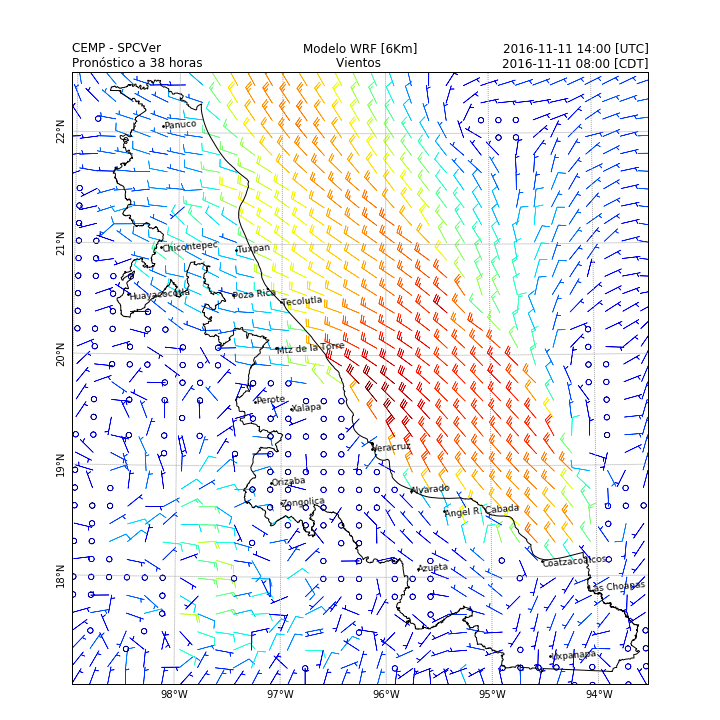 CEMP - SPCVer
Modelo WRF [6Km]
2016-11-11 14:00 [UTC]
Pronóstico a 38 horas
Vientos
2016-11-11 08:00 [CDT]
22°N
Panuco
21°N
Chicontepec
Tuxpan
Huayacocotla
Poza Rica
Tecolutla
20°N
Mtz de la Torre
Perote
Xalapa
19°N
Veracruz
Orizaba
Alvarado
Zongolica
Angel R. Cabada
18°N
Azueta
Coatzacoalcos
Las Choapas
Uxpanapa
98°W
97°W
96°W
95°W
94°W